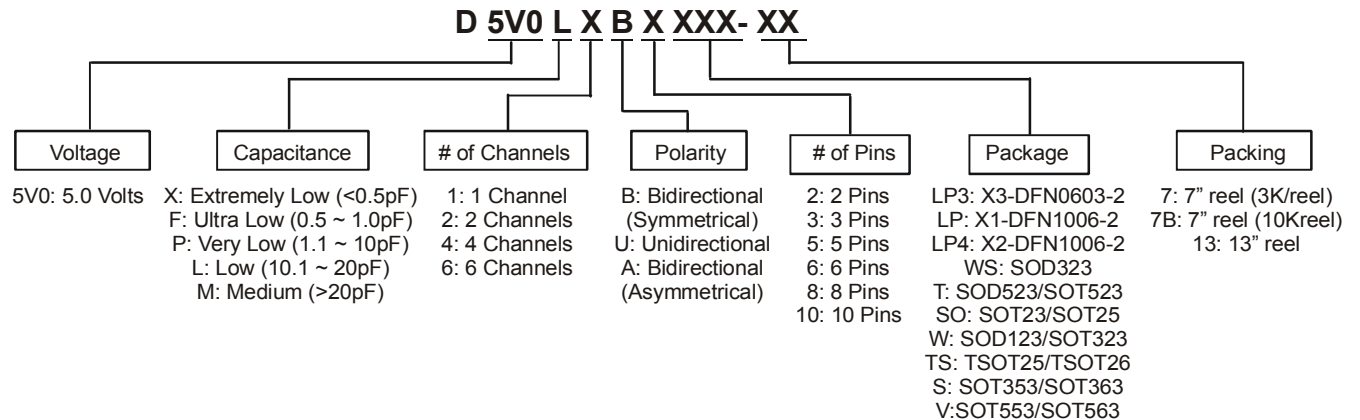 D 5V0 L X B X XXX- XX
Voltage
5V0: 5.0 Volts
Capacitance
X: Extremely Low (<0.5pF)
F: Ultra Low (0.5 ~ 1.0pF)
P: Very Low (1.1 ~ 10pF)
L: Low (10.1 ~ 20pF)
M: Medium (>20pF)
# of Channels
1: 1 Channel
2: 2 Channels
4: 4 Channels
6: 6 Channels
Polarity
B: Bidirectional
(Symmetrical)
U: Unidirectional
A: Bidirectional
(Asymmetrical)
# of Pins
2: 2 Pins
3: 3 Pins
5: 5 Pins
6: 6 Pins
8: 8 Pins
10: 10 Pins
Package
LP3: X3-DFN0603-2
LP: X1-DFN1006-2
LP4: X2-DFN1006-2
WS: SOD323
T: SOD523/SOT523
SO: SOT23/SOT25
W: SOD123/SOT323
TS: TSOT25/TSOT26
S: SOT353/SOT363
V:SOT553/SOT563
Packing
7: 7” reel (3K/reel)
7B: 7” reel (10Kreel)
13: 13” reel